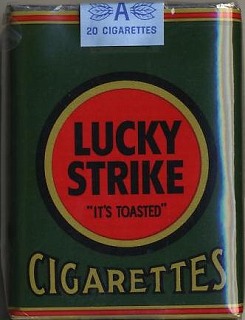 A
20 CIGARETTES
LUCKY
STRIKE
"IT'S TOASTED"
CIGARETTES